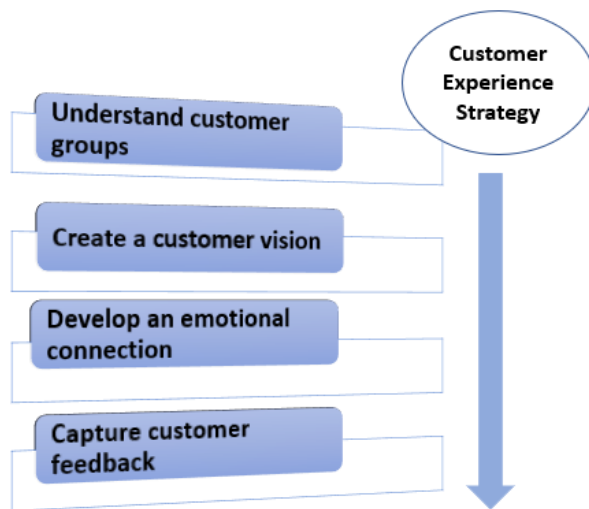 Customer
Experience
Strategy
Understand customer
groups
Create a customer vision
Develop an emotional
connection
Capture customer
feedback